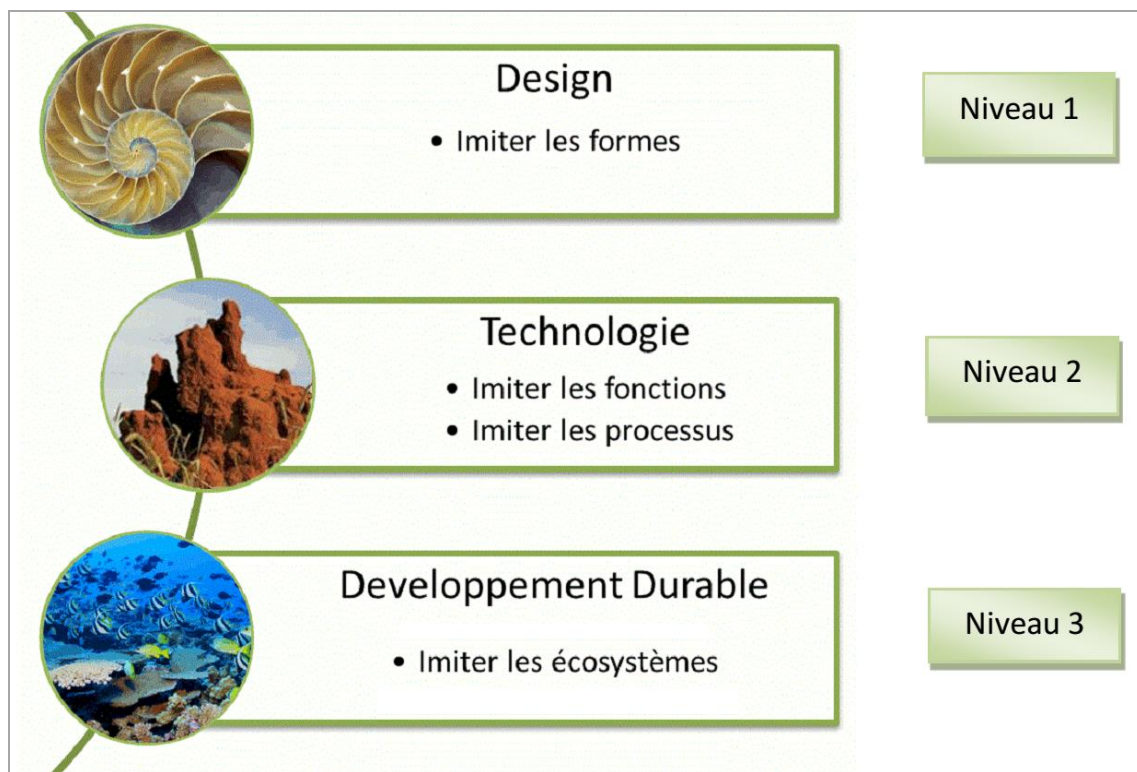 Design
• Imiter les formes
Niveau 1
Technologie
• Imiter les fonctions
• Imiter les processus
Niveau 2
Developpement Durable
• Imiter les écosystèmes
Niveau 3